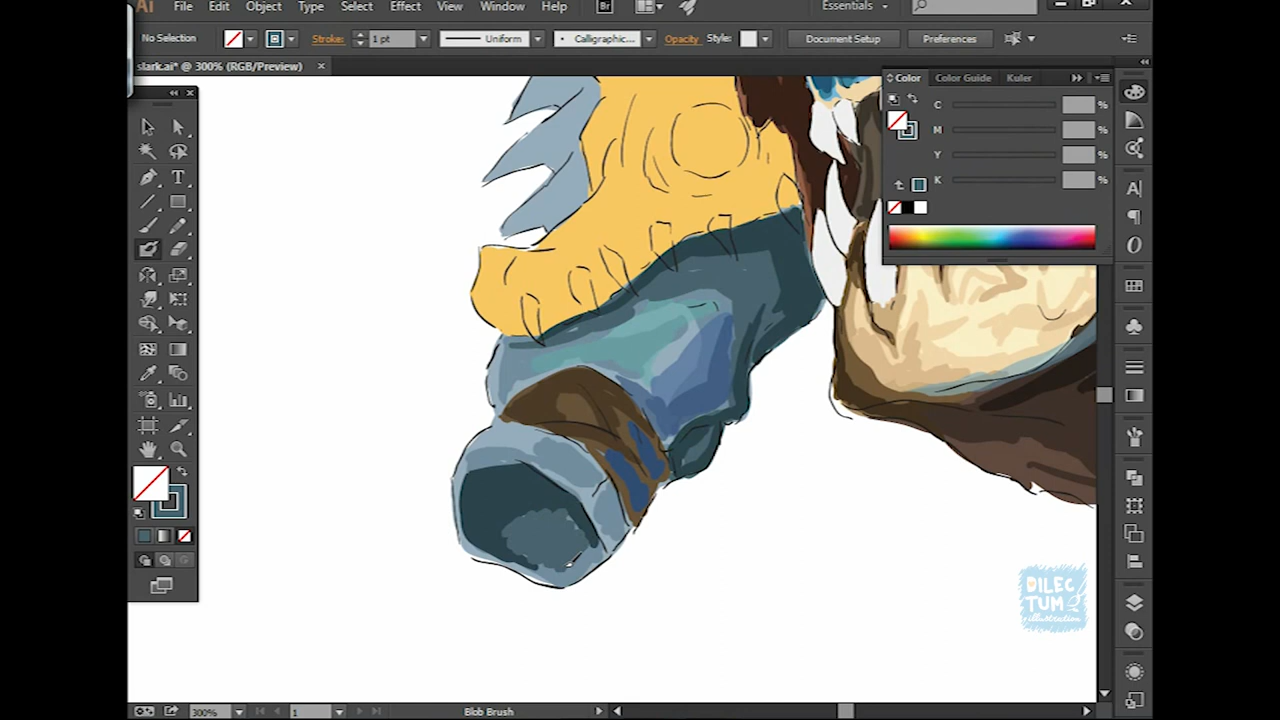 Ai File Edit Object Type Select Effect View Window Help Br Essentials
No Selection Stroke: 1 pt Uniform Calligraphic... Opacity Style: Document Setup Preferences
slark.ai* @ 300% (RGB/Preview)
Color Color Guide Kuler
C %
M %
Y %
K %
DILEC
TUM
illustration
300% 1 Blob Brush